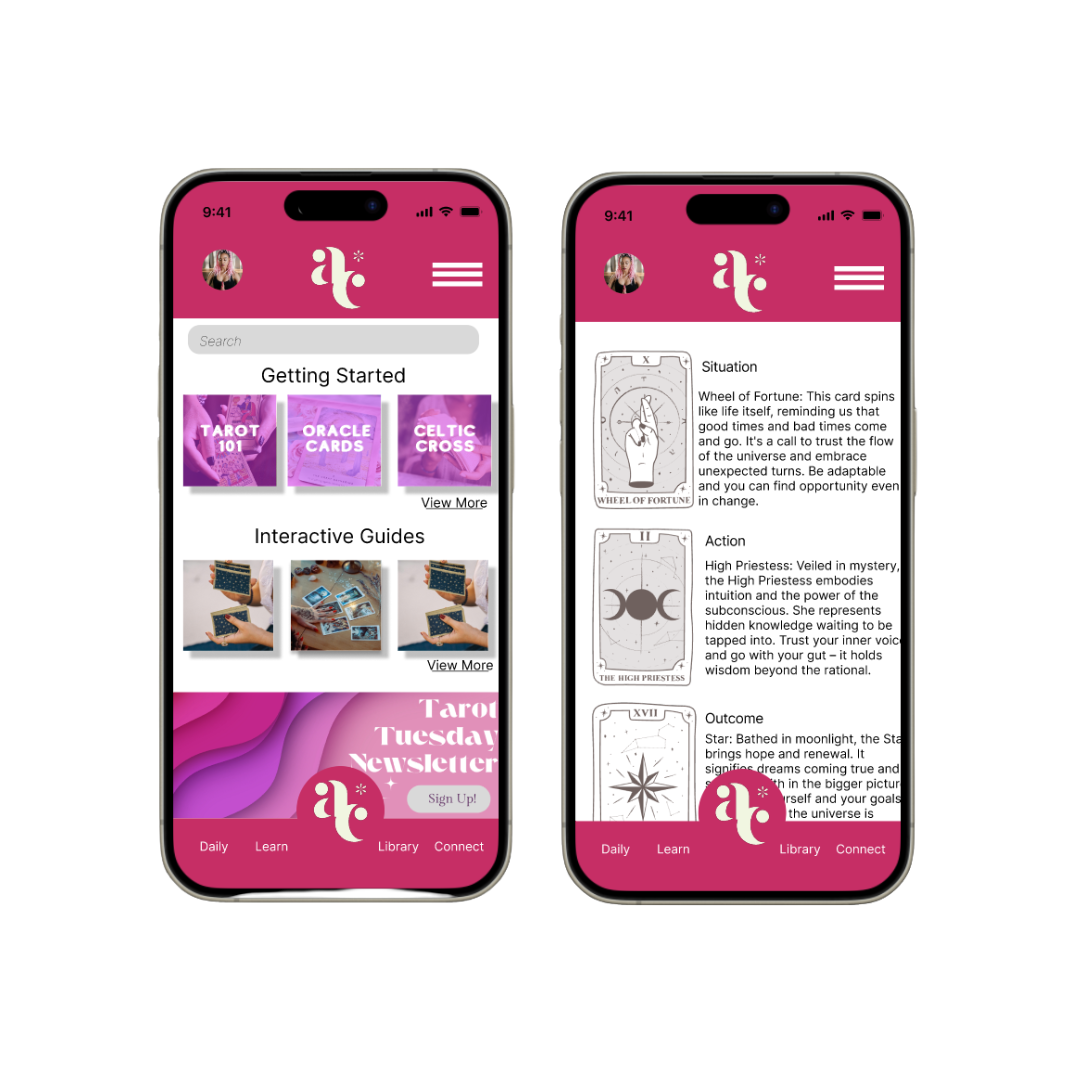 9:41
at*
Search
Getting Started
TAROT
101
ORACLE
CARDS
CELTIC
CROSS
View More
Interactive Guides
View More
Tarot
Tuesday
Newsletter
Sign Up!
at*
Daily Learn Library Connect
9:41
at*
X
WHEEL OF FORTUNE
Situation
Wheel of Fortune: This card spins
like life itself, reminding us that
good times and bad times come
and go. It's a call to trust the flow
of the universe and embrace
unexpected turns. Be adaptable
and you can find opportunity even
in change.
II
THE HIGH PRIESTESS
Action
High Priestess: Veiled in mystery,
the High Priestess embodies
intuition and the power of the
subconscious. She represents
hidden knowledge waiting to be
tapped into. Trust your inner voic
and go with your gut – it holds
wisdom beyond the rational.
XVII
Outcome
Star: Bathed in moonlight, the Sta
brings hope and renewal. It
signifies dreams coming true and
in the bigger pictur
and your goals
the universe is
at*
Daily Learn Library Connect